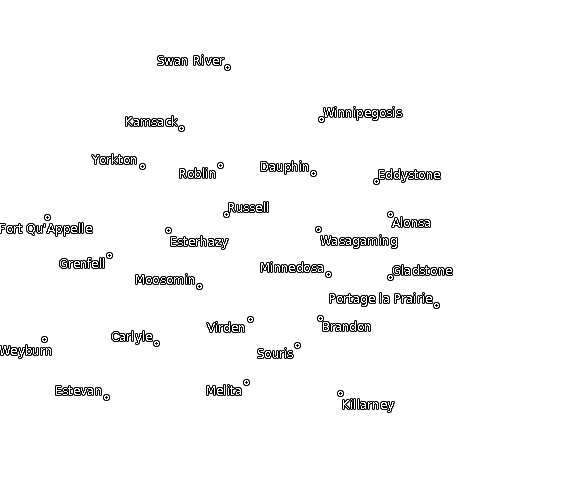 Swan River
Winnipegosis
Kamsack
Yorkton
Roblin
Dauphin
Eddystone
Russell
Alonsa
Fort Qu'Appelle
Esterhazy
Wasagaming
Grenfell
Minnedosa
Gladstone
Moosomin
Portage la Prairie
Virden
Brandon
Carlyle
Weyburn
Souris
Estevan
Melita
Killarney